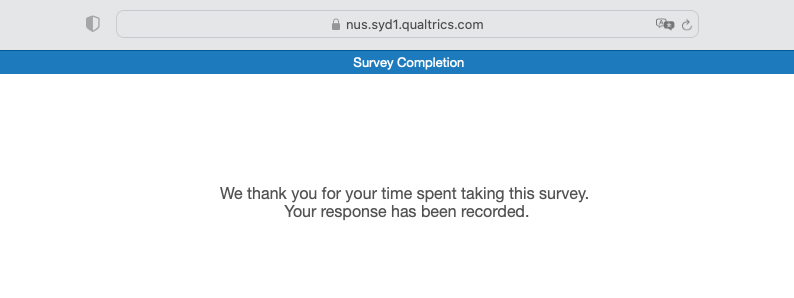 nus.syd1.qualtrics.com
Survey Completion
We thank you for your time spent taking this survey.
Your response has been recorded.